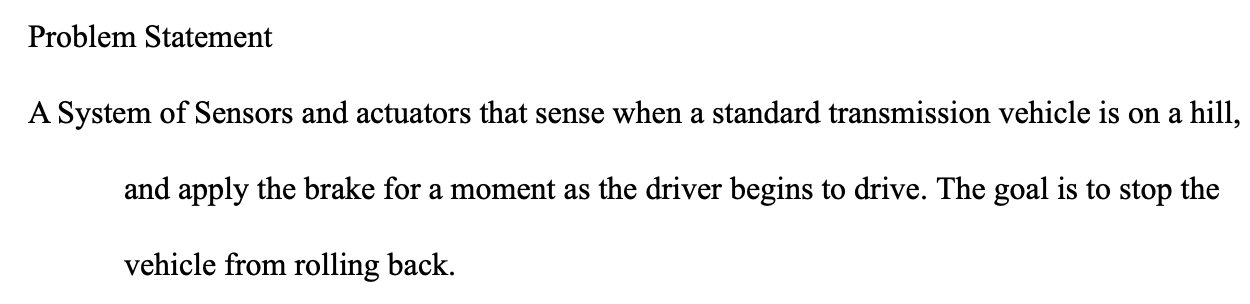 Problem Statement
A System of Sensors and actuators that sense when a standard transmission vehicle is on a hill,
and apply the brake for a moment as the driver begins to drive. The goal is to stop the
vehicle from rolling back.